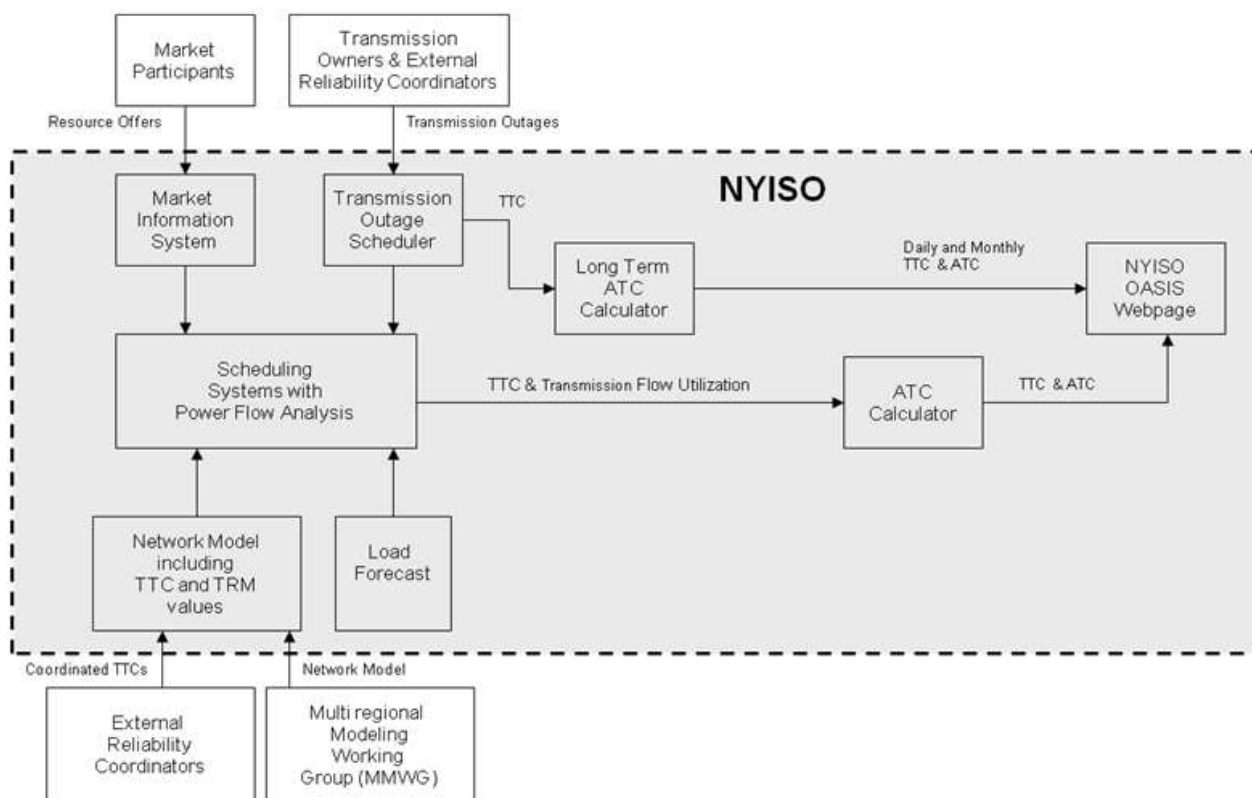 Market
Participants
Transmission
Owners & External
Reliability Coordinators
Resource Offers
Transmission Outages
NYISO
Market
Information
System
Transmission
Outage
Scheduler
TTC
Long Term
ATC
Calculator
Daily and Monthly
TTC & ATC
NYISO
OASIS
Webpage
Scheduling
Systems with
Power Flow Analysis
TTC & Transmission Flow Utilization
ATC
Calculator
TTC & ATC
Network Model
including
TTC and TRM
values
Load
Forecast
Coordinated TTCs
Network Model
External
Reliability
Coordinators
Multi regional
Modeling
Working
Group (MMWG)